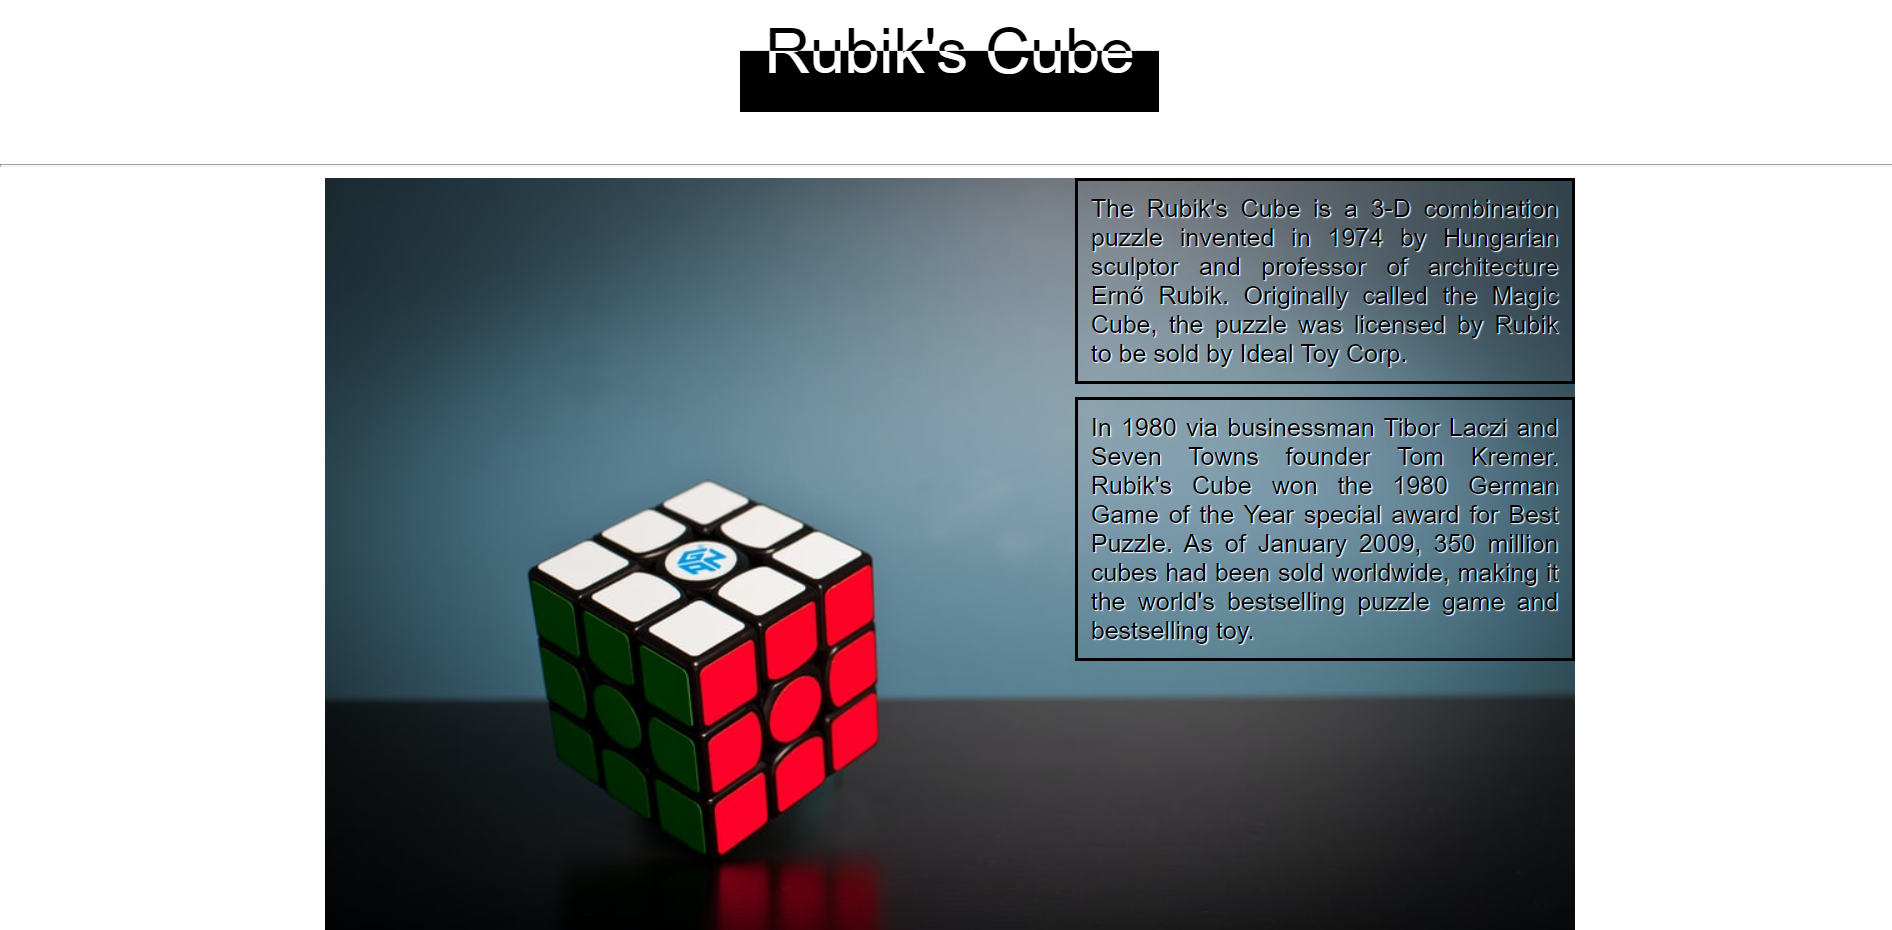 Rubik's Cube
The Rubik's Cube is a 3-D combination
puzzle invented in 1974 by Hungarian
sculptor and professor of architecture
Ernő Rubik. Originally called the Magic
Cube, the puzzle was licensed by Rubik
to be sold by Ideal Toy Corp.
In 1980 via businessman Tibor Laczi and
Seven Towns founder Tom Kremer.
Rubik's Cube won the 1980 German
Game of the Year special award for Best
Puzzle. As of January 2009, 350 million
cubes had been sold worldwide, making it
the world's bestselling puzzle game and
bestselling toy.